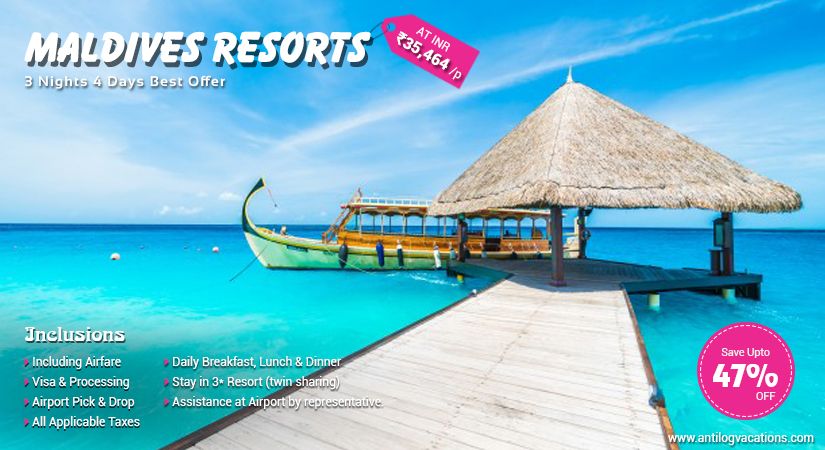 MALDIVES RESORTS
3 Nights 4 Days Best Offer
AT INR
₹35,464 /p
Inclusions
Including Airfare
Visa & Processing
Airport Pick & Drop
All Applicable Taxes
Daily Breakfast, Lunch & Dinner
Stay in 3* Resort (twin sharing)
Assistance at Airport by representative.
Save Upto
47%
OFF
www.antilogvacations.com